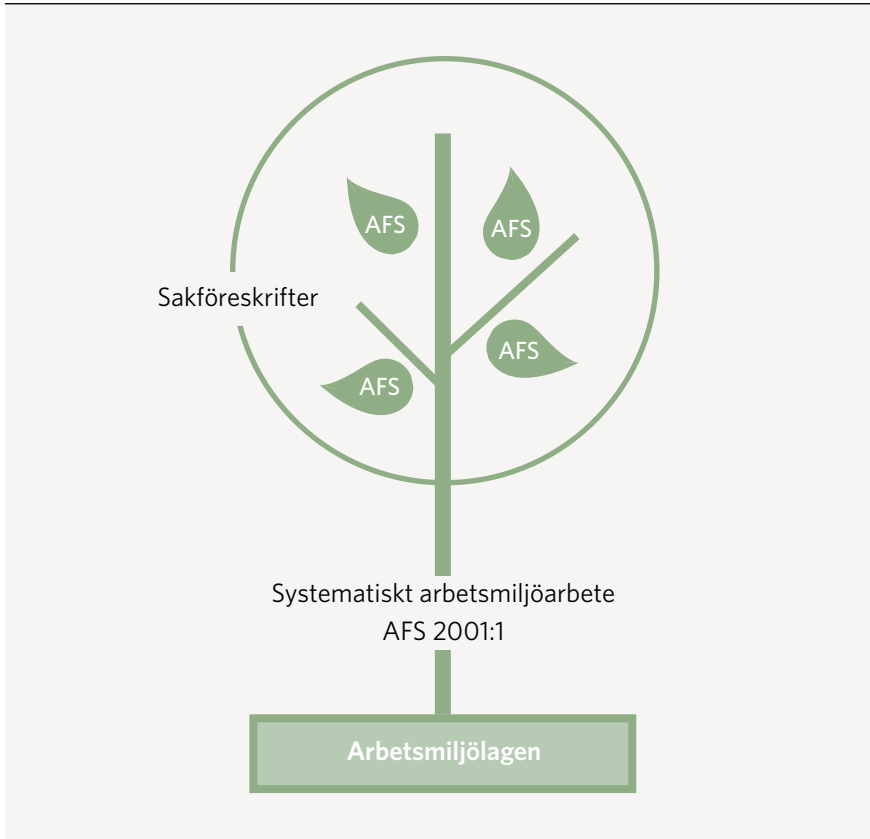 AFS
AFS
Sakföreskrifter
AFS
AFS
Systematiskt arbetsmiljöarbete
AFS 2001:1
Arbetsmiljölagen